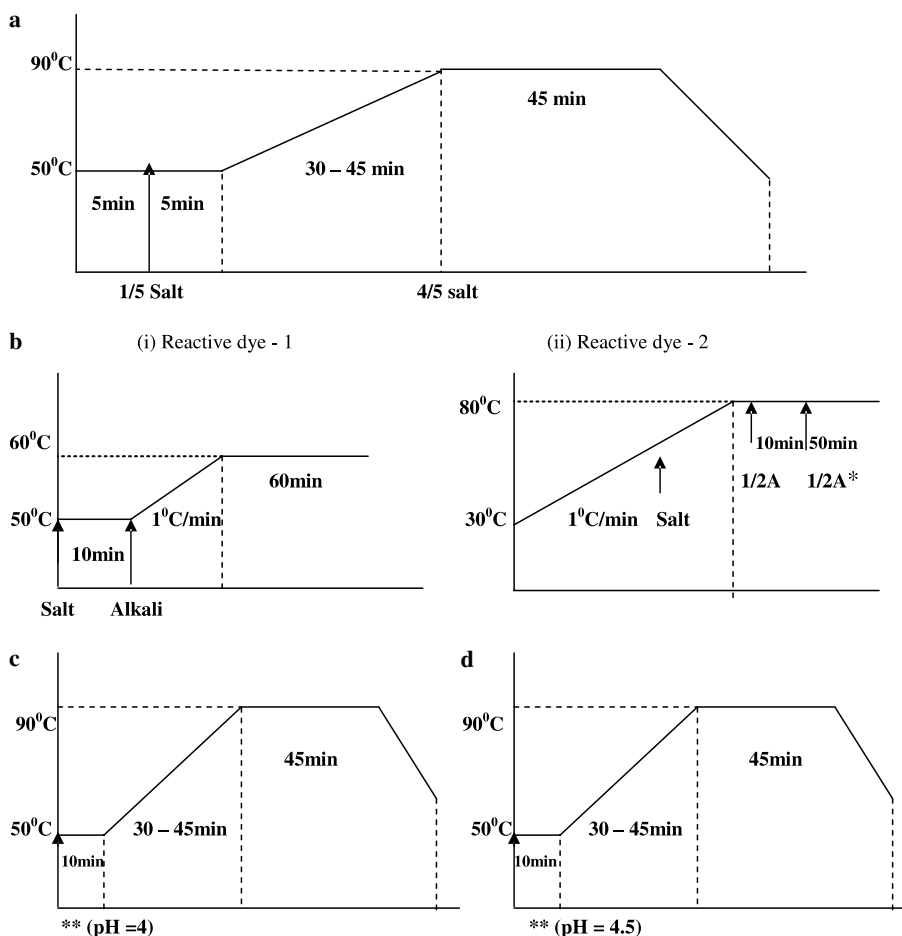 a
90⁰C
45 min
50⁰C
30 – 45 min
5min 5min
1/5 Salt 4/5 salt
b (i) Reactive dye - 1 (ii) Reactive dye - 2
60⁰C
60min
50⁰C
1⁰C/min
10min
Salt Alkali
80⁰C
10min 50min
1/2A 1/2A*
30⁰C
1⁰C/min Salt
c
90⁰C
45min
50⁰C
30 – 45min
10min
** (pH =4)
d
90⁰C
45min
50⁰C
30 – 45min
10min
** (pH = 4.5)